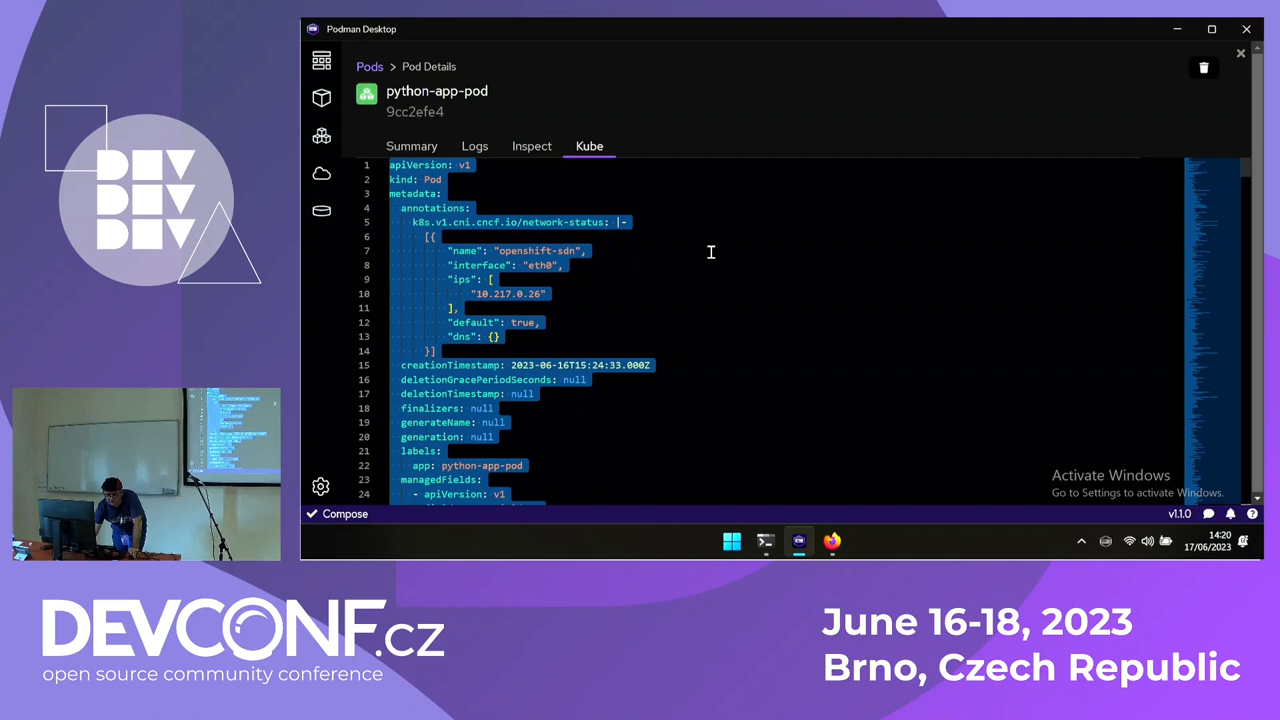 DEV
DEV
DEV
DEVCONF.cz
open source community conference
June 16-18, 2023
Brno, Czech Republic
Podman Desktop
Pods > Pod Details
python-app-pod
9cc2efe4
Summary Logs Inspect Kube
1 apiVersion: v1
2 kind: Pod
3 metadata:
4 annotations:
5 k8s.v1.cni.cncf.io/network-status: |-
6 [{
7 "name": "openshift-sdn",
8 "interface": "eth0",
9 "ips": [
10 "10.217.0.26"
11 ],
12 "default": true,
13 "dns": {}
14 }]
15 creationTimestamp: 2023-06-16T15:24:33.000Z
16 deletionGracePeriodSeconds: null
17 deletionTimestamp: null
18 finalizers: null
19 generateName: null
20 generation: null
21 labels:
22 app: python-app-pod
23 managedFields:
24 - apiVersion: v1
Activate Windows
Go to Settings to activate Windows.
Compose
v1.1.0
14:20
17/06/2023